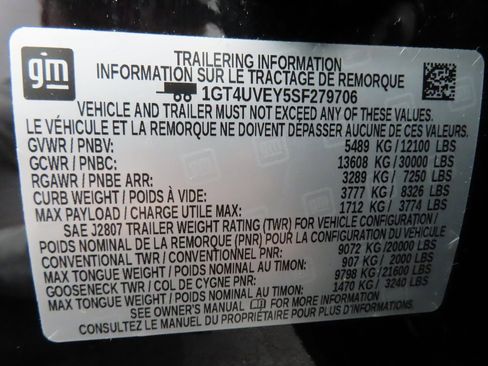 gm
TRAILERING INFORMATION
INFORMATION SUR LE TRACTAGE DE REMORQUE
1GT4UVEY5SF279706
VEHICLE AND TRAILER MUST NOT EXCEED ANY OF THESE VALUES
LE VÉHICULE ET LA REMORQUE NE DOIVENT DÉPASSER AUCUNE DE CES VALEURS
GVWR / PNBV: 5489 KG/12100 LBS
GCWR / PNBC: 13608 KG/30000 LBS
RGAWR / PNBE ARR: 3289 KG/ 7250 LBS
CURB WEIGHT / POIDS À VIDE: 3777 KG/ 8326 LBS
MAX PAYLOAD / CHARGE UTILE MAX: 1712 KG/ 3774 LBS
SAE J2807 TRAILER WEIGHT RATING (TWR) FOR VEHICLE CONFIGURATION/
POIDS NOMINAL DE LA REMORQUE (PNR) POUR LA CONFIGURATION DU VÉHICULE
CONVENTIONAL TWR / CONVENTIONNEL PNR: 9072 KG/20000 LBS
MAX TONGUE WEIGHT / POIDS NOMINAL AU TIMON: 907 KG/ 2000 LBS
GOOSENECK TWR / COL DE CYGNE PNR: 9798 KG/21600 LBS
MAX TONGUE WEIGHT / POIDS NOMINAL AU TIMON: 1470 KG/ 3240 LBS
SEE OWNER'S MANUAL FOR MORE INFORMATION
CONSULTEZ LE MANUEL DU PROPRIÉTAIRE POUR PLUS D'INFORMATIONS